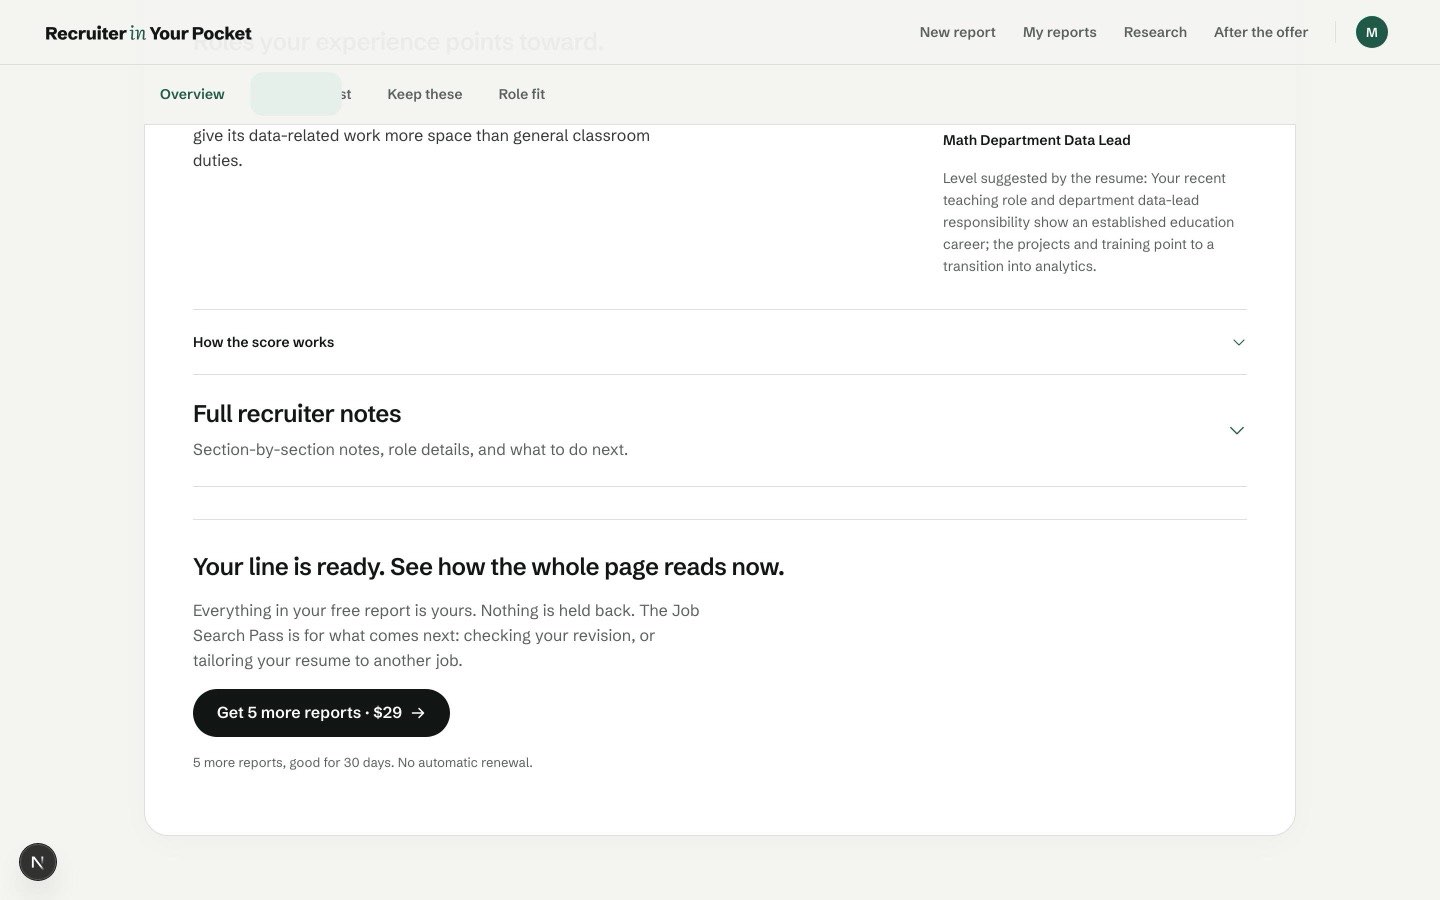 Recruiter in Your Pocket
New report
My reports
Research
After the offer
M
Roles your experience points toward.
Overview
st
Keep these
Role fit
give its data-related work more space than general classroom
duties.
Math Department Data Lead
Level suggested by the resume: Your recent
teaching role and department data-lead
responsibility show an established education
career; the projects and training point to a
transition into analytics.
How the score works
Full recruiter notes
Section-by-section notes, role details, and what to do next.
Your line is ready. See how the whole page reads now.
Everything in your free report is yours. Nothing is held back. The Job
Search Pass is for what comes next: checking your revision, or
tailoring your resume to another job.
Get 5 more reports · $29 →
5 more reports, good for 30 days. No automatic renewal.
N